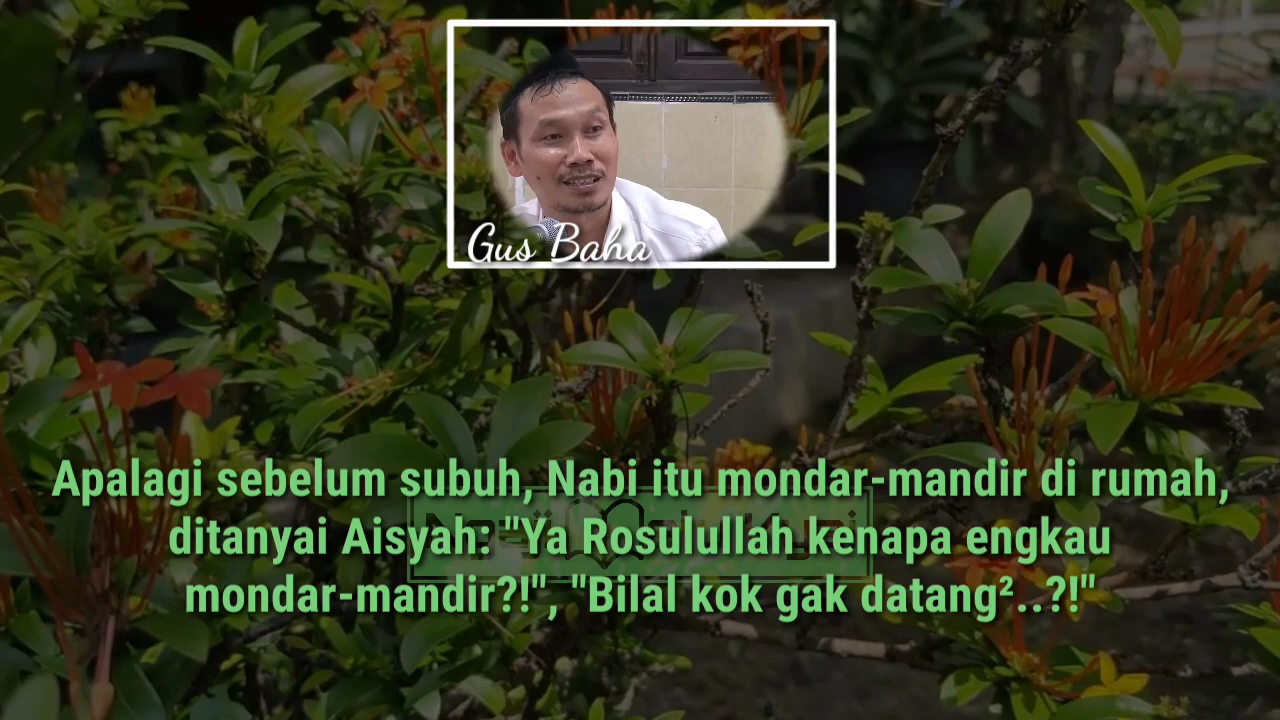 Gus Baha
Apalagi sebelum subuh, Nabi itu mondar-mandir di rumah,
ditanyai Aisyah: "Ya Rosulullah kenapa engkau
mondar-mandir?!", "Bilal kok gak datang²..?!"